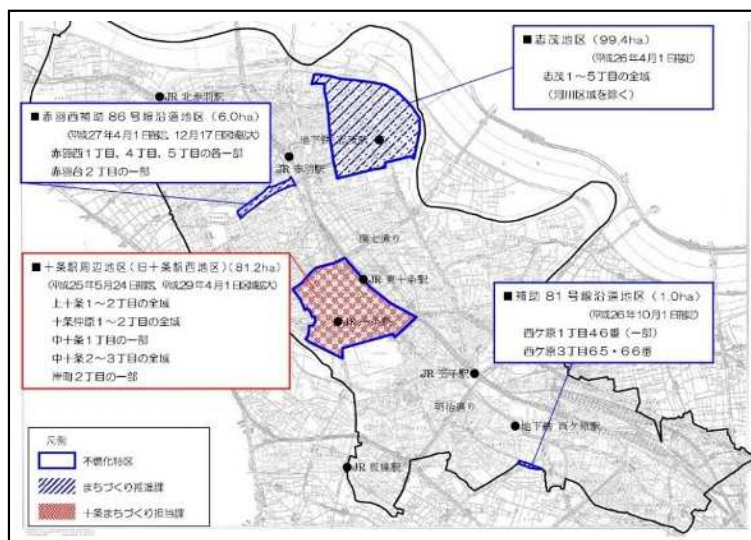 ■志茂地区（99.4ha）
（平成26年4月1日指定）
志茂1～5丁目の全域
（河川区域を除く）
JR 北赤羽駅
■赤羽西補助86号線沿道地区（6.0ha）
（平成27年4月1日指定、12月17日区域拡大）
赤羽西1丁目、4丁目、5丁目の各一部
赤羽台2丁目の一部
地下鉄 志茂駅
JR 赤羽駅
環七通り
■十条駅周辺地区（旧十条駅西地区）（81.2ha）
（平成25年5月24日指定、平成29年4月1日区域拡大）
上十条1～2丁目の全域
十条仲原1～2丁目の全域
中十条1丁目の一部
中十条2～3丁目の全域
岸町2丁目の一部
JR 東十条駅
JR 十条駅
■補助81号線沿道地区（1.0ha）
（平成26年10月1日指定）
西ケ原1丁目46番（一部）
西ケ原3丁目65・66番
JR 王子駅
明治通り
地下鉄 西ケ原駅
JR 板橋駅
凡例
不燃化特区
まちづくり推進課
十条まちづくり担当課